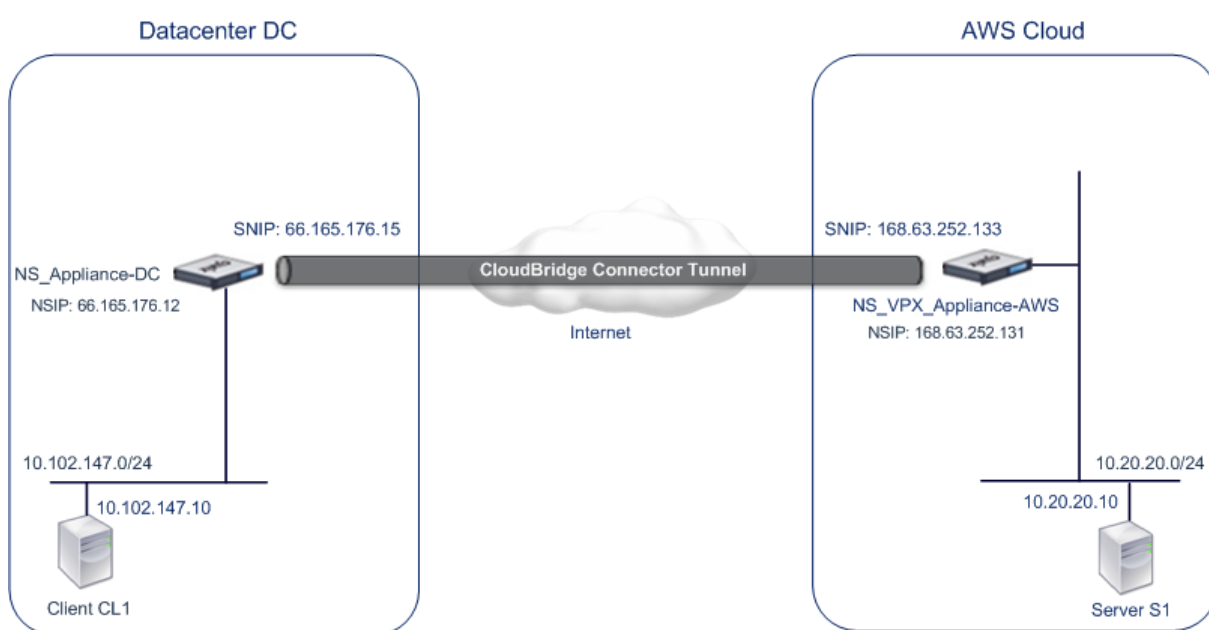 Datacenter DC
AWS Cloud
SNIP: 66.165.176.15
SNIP: 168.63.252.133
CloudBridge Connector Tunnel
NS_Appliance-DC
NSIP: 66.165.176.12
NS_VPX_Appliance-AWS
NSIP: 168.63.252.131
Internet
10.102.147.0/24
10.102.147.10
Client CL1
10.20.20.0/24
10.20.20.10
Server S1